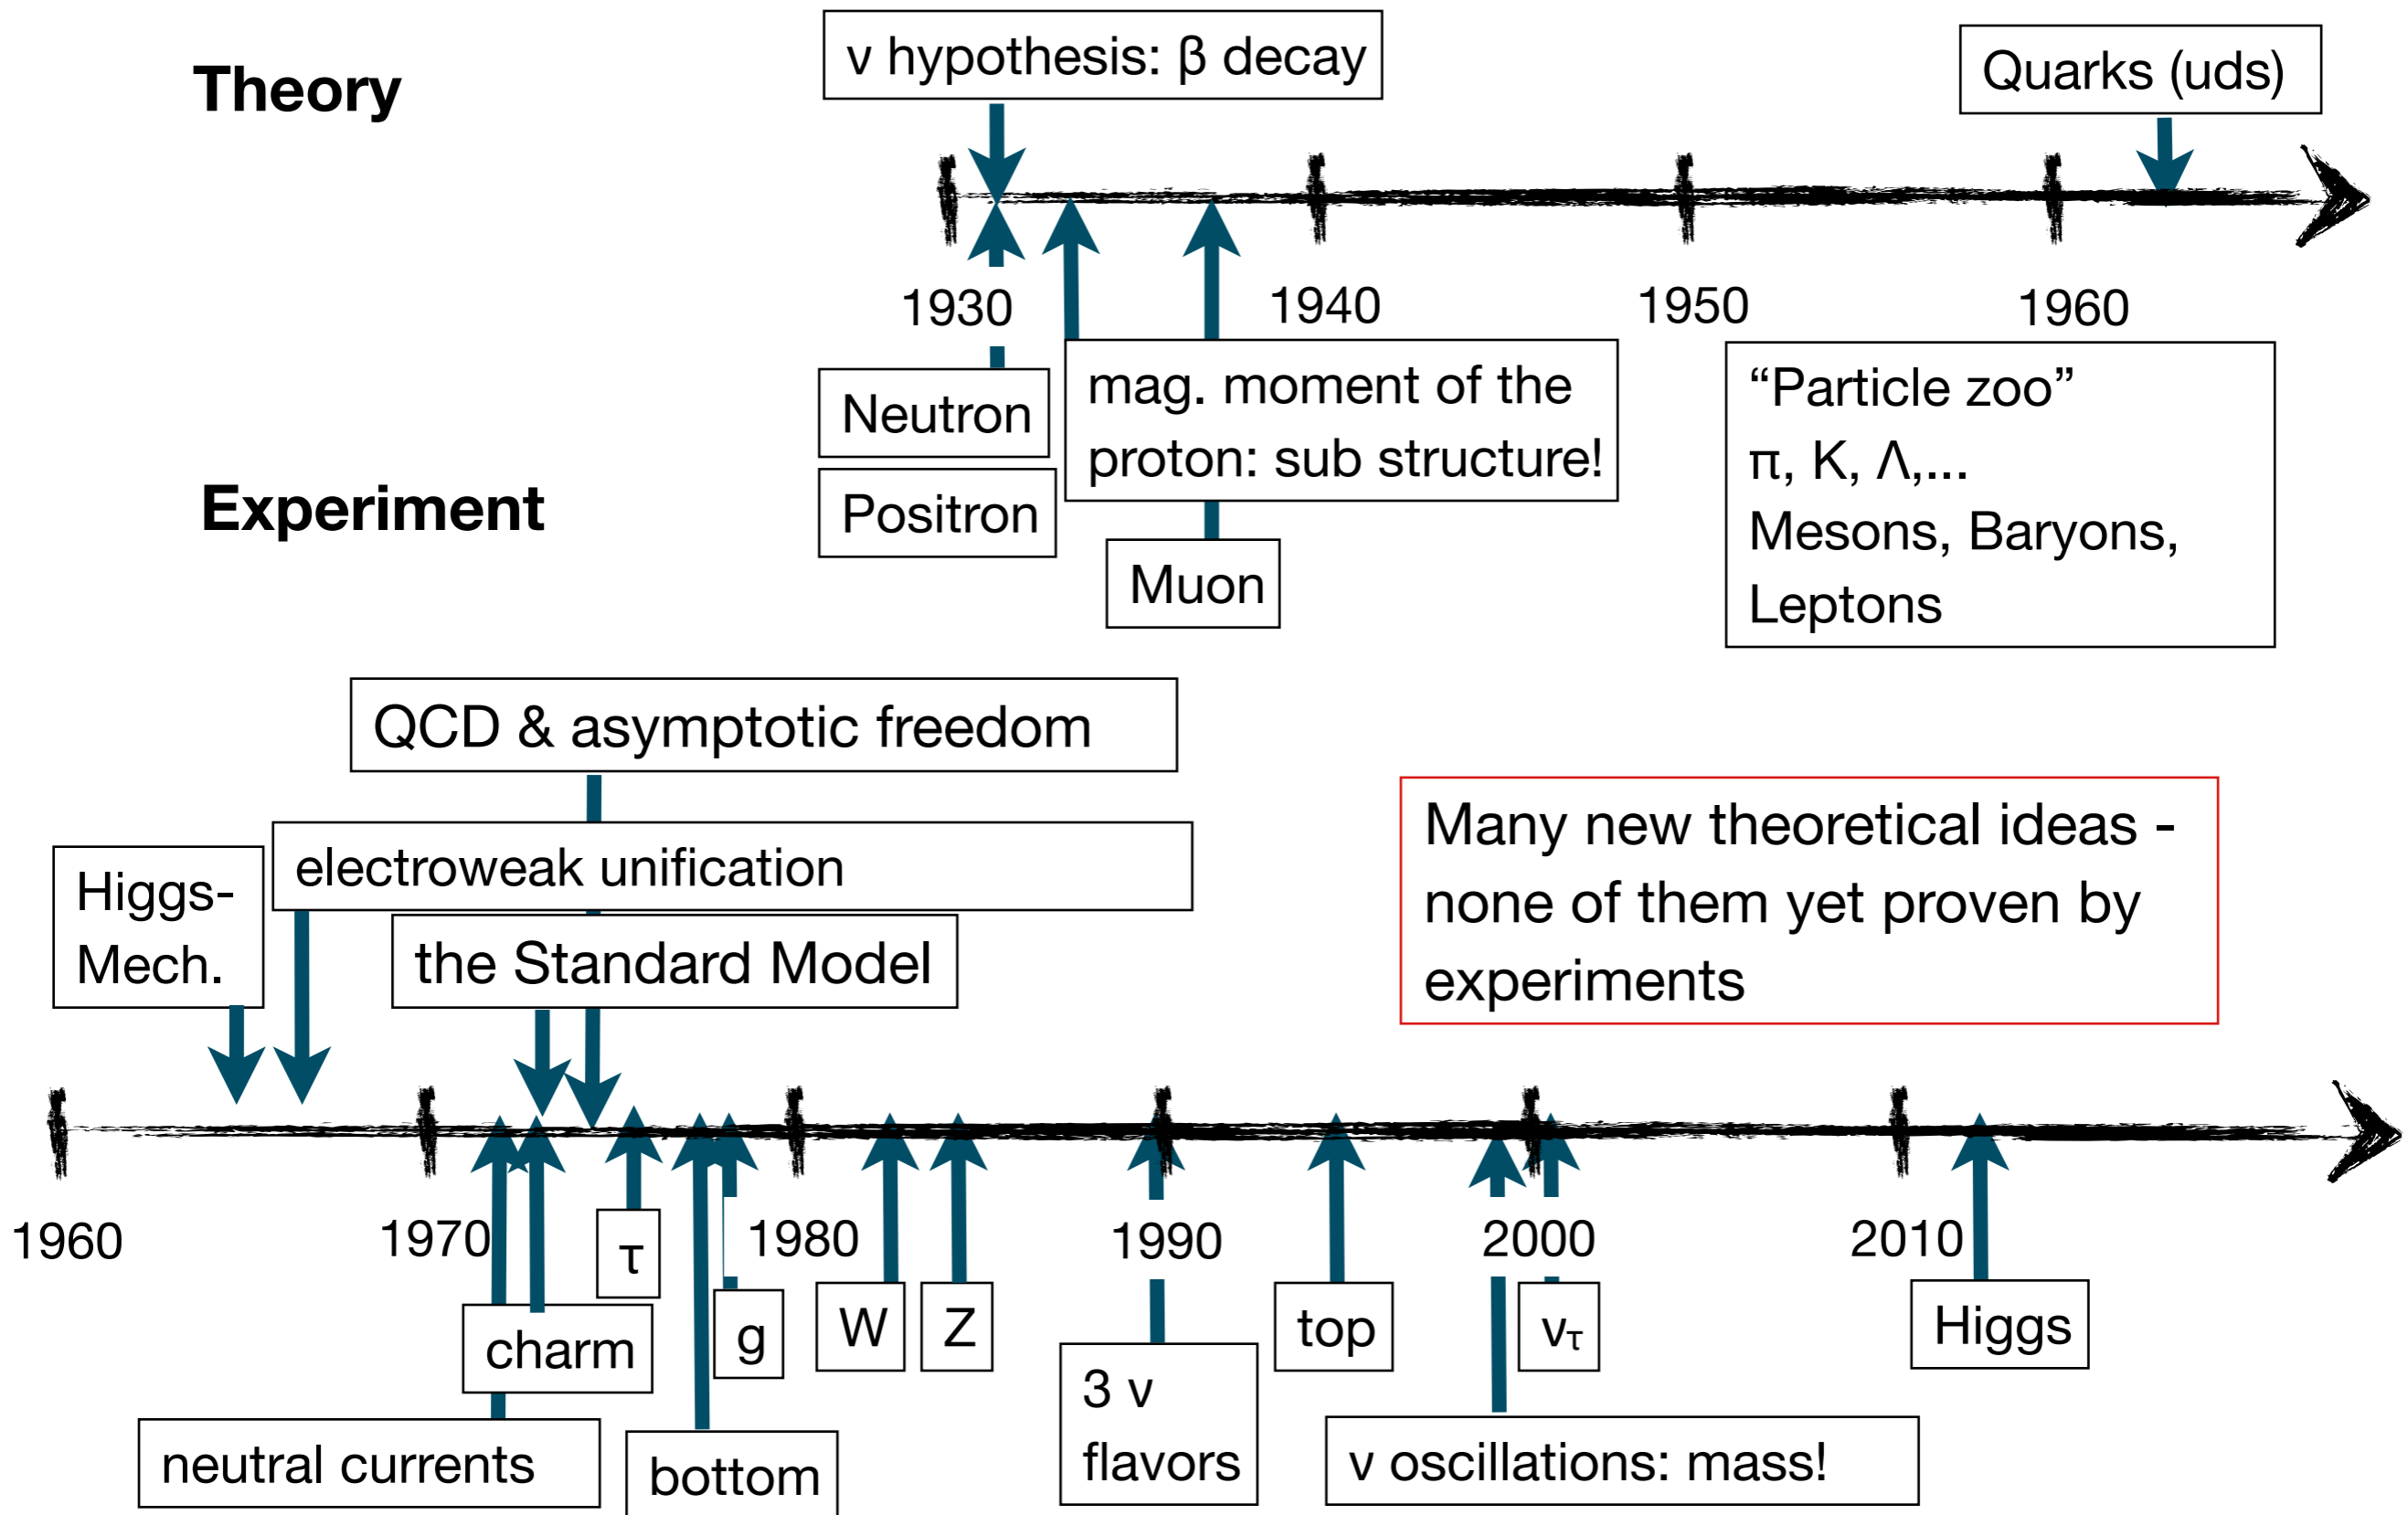 Theory
ν hypothesis: β decay
Quarks (uds)
1930
1940
1950
1960
Neutron
Positron
mag. moment of the
proton: sub structure!
Muon
“Particle zoo”
π, K, Λ,...
Mesons, Baryons,
Leptons
Experiment
QCD & asymptotic freedom
electroweak unification
Higgs-
Mech.
the Standard Model
Many new theoretical ideas -
none of them yet proven by
experiments
1960
1970
1980
1990
2000
2010
τ
charm
g
W
Z
top
ντ
Higgs
neutral currents
bottom
3 ν
flavors
ν oscillations: mass!